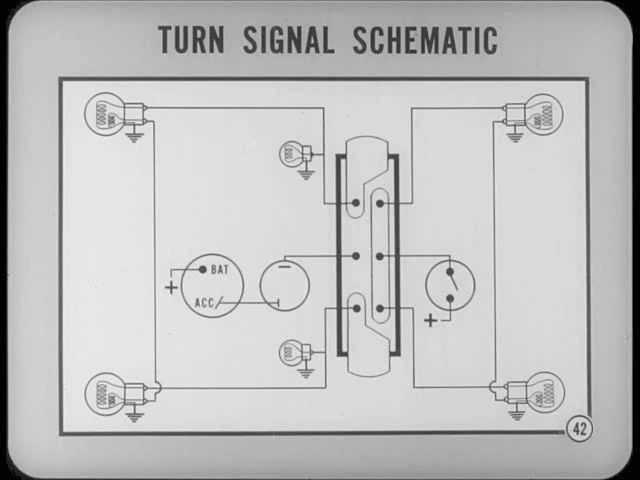 TURN SIGNAL SCHEMATIC
BAT
+
ACC
+
42